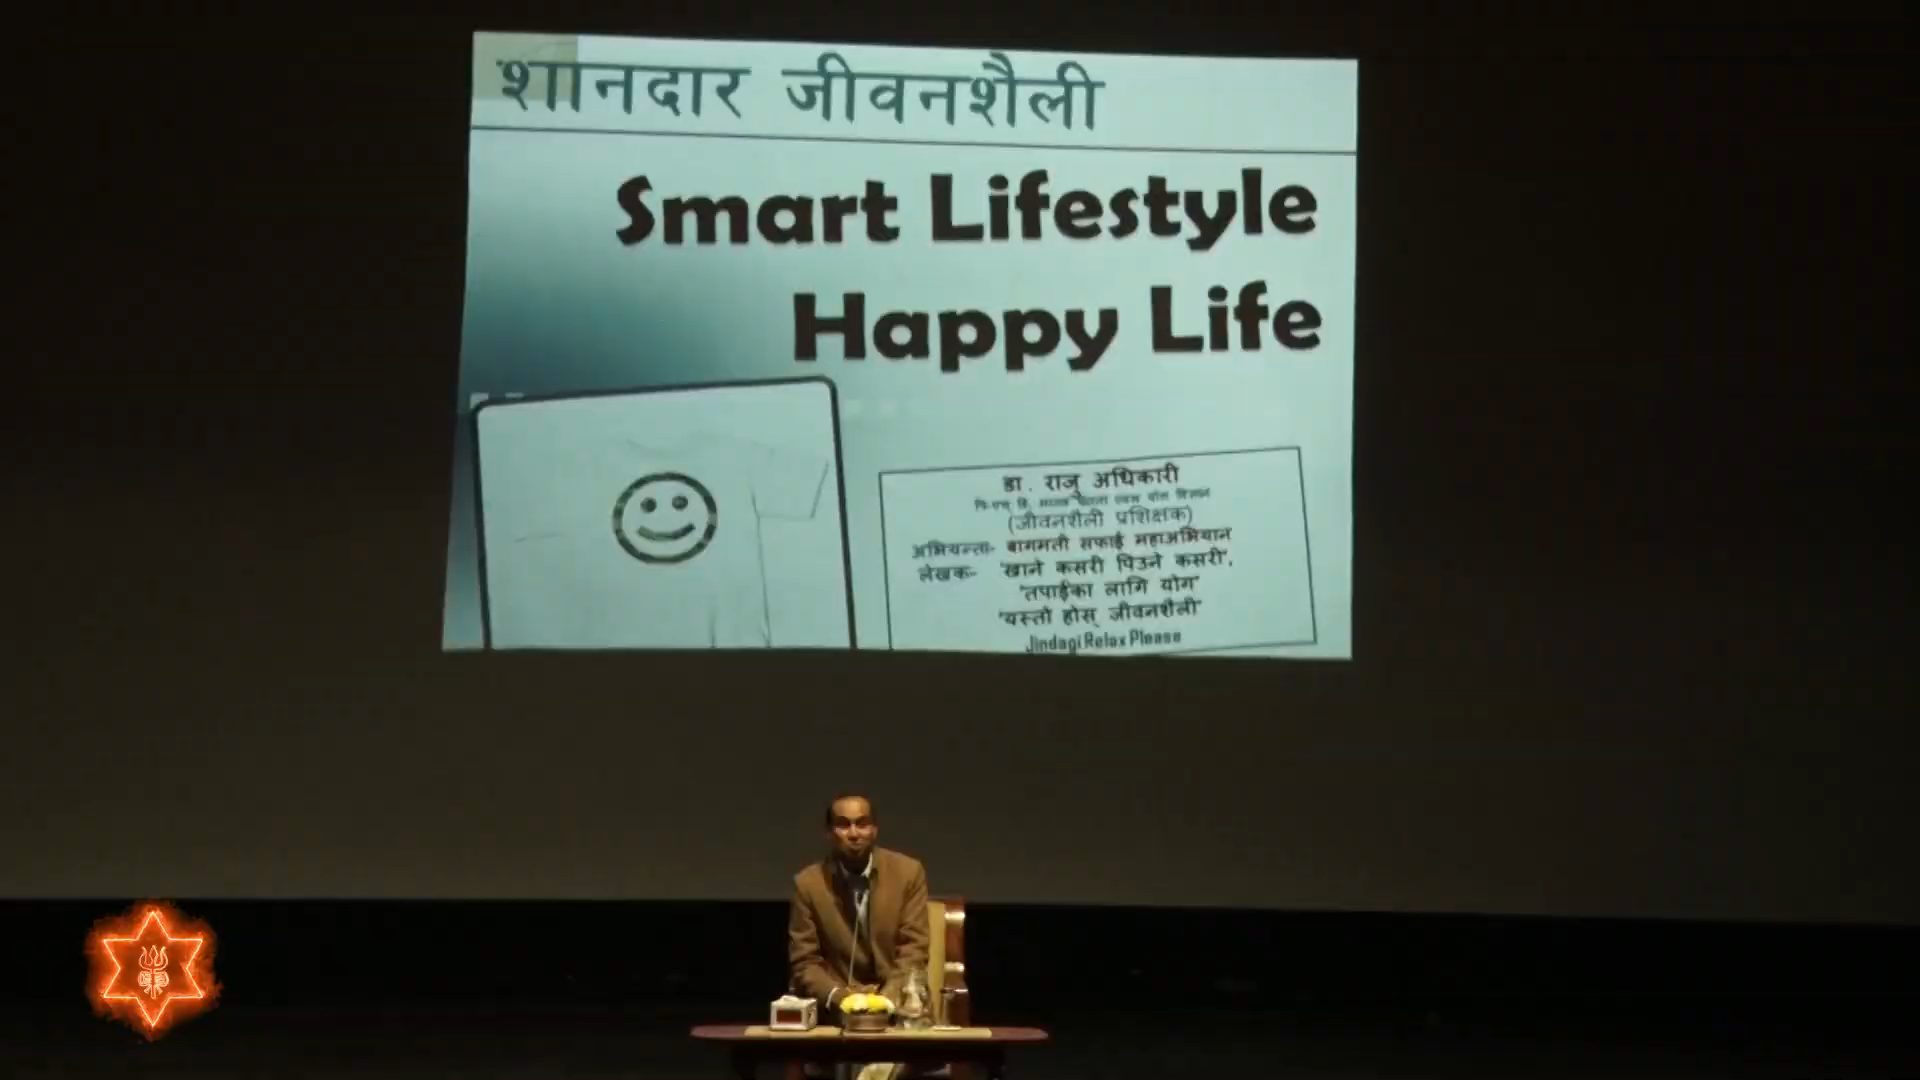 शानदार जीवनशैली
Smart Lifestyle
Happy Life
डा. राजु अधिकारी
(जीवनशैली प्रशिक्षक)
अभियन्ता- बागमती सफाई महाअभियान
लेखक- 'खाने कसरी पिउने कसरी',
'तपाईका लागि योग'
'यस्तो होस् जीवनशैली'
Jindagi Relax Please